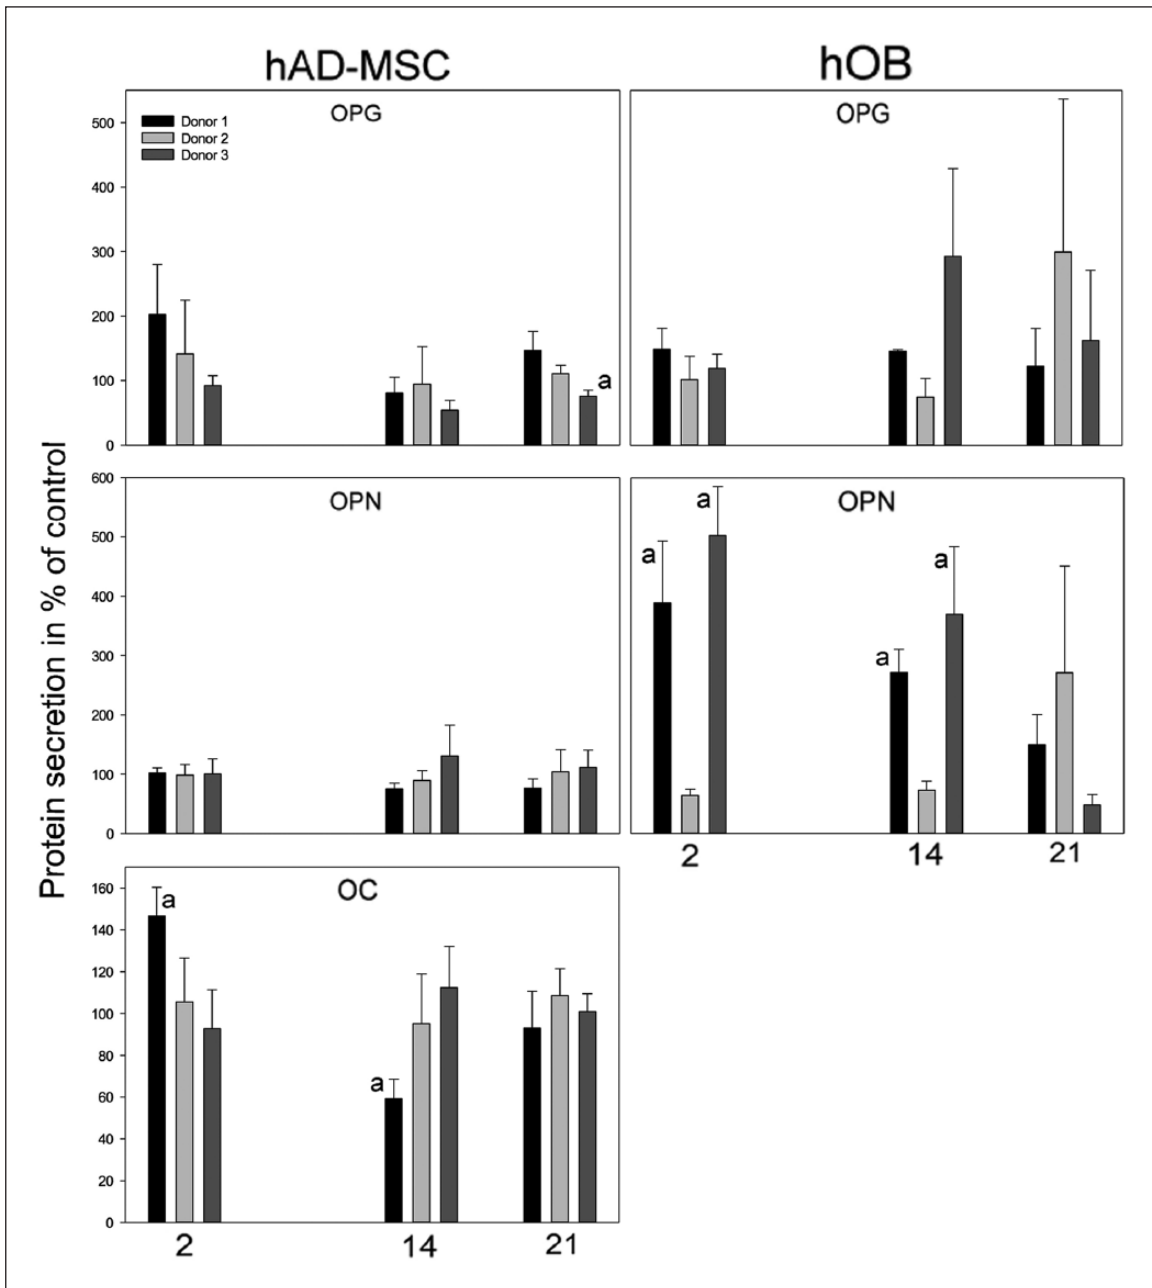 hAD-MSC
hOB
Protein secretion in % of control
OPG
Donor 1
Donor 2
Donor 3
500
400
300
200
100
0
a
OPG
OPN
600
500
400
300
200
100
0
OPN
a
a
a
a
2
14
21
OC
160
140
120
100
80
60
40
20
0
a
a
2
14
21